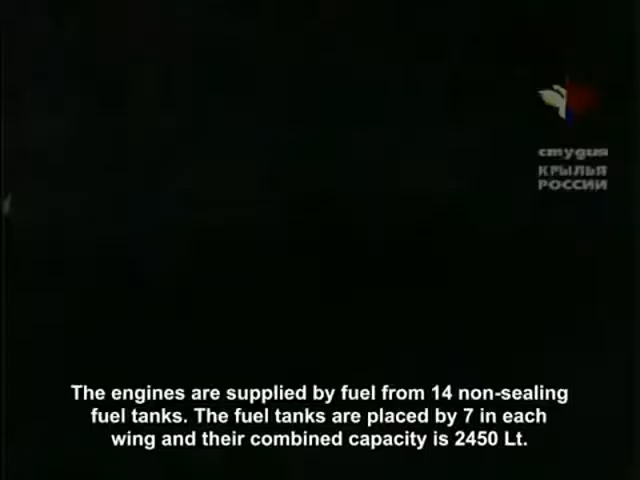 студия
КРЫЛЬЯ
РОССИИ
The engines are supplied by fuel from 14 non-sealing
fuel tanks. The fuel tanks are placed by 7 in each
wing and their combined capacity is 2450 Lt.